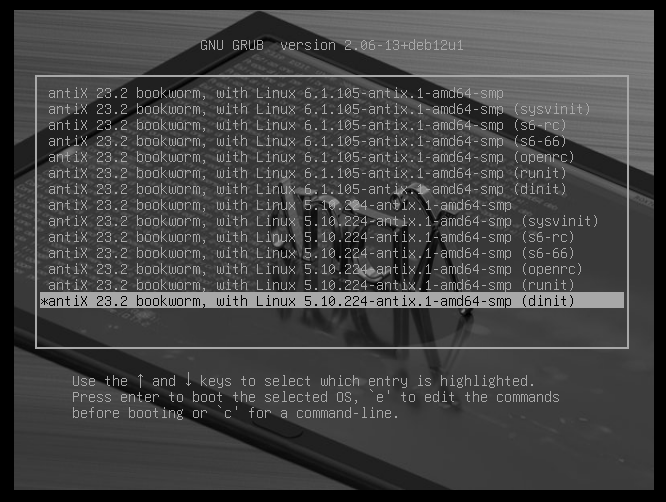 GNU GRUB  version 2.06-13+deb12u1
antiX 23.2 bookworm, with Linux 6.1.105-antix.1-amd64-smp
antiX 23.2 bookworm, with Linux 6.1.105-antix.1-amd64-smp (sysvinit)
antiX 23.2 bookworm, with Linux 6.1.105-antix.1-amd64-smp (s6-rc)
antiX 23.2 bookworm, with Linux 6.1.105-antix.1-amd64-smp (s6-66)
antiX 23.2 bookworm, with Linux 6.1.105-antix.1-amd64-smp (openrc)
antiX 23.2 bookworm, with Linux 6.1.105-antix.1-amd64-smp (runit)
antiX 23.2 bookworm, with Linux 6.1.105-antix.1-amd64-smp (dinit)
antiX 23.2 bookworm, with Linux 5.10.224-antix.1-amd64-smp
antiX 23.2 bookworm, with Linux 5.10.224-antix.1-amd64-smp (sysvinit)
antiX 23.2 bookworm, with Linux 5.10.224-antix.1-amd64-smp (s6-rc)
antiX 23.2 bookworm, with Linux 5.10.224-antix.1-amd64-smp (s6-66)
antiX 23.2 bookworm, with Linux 5.10.224-antix.1-amd64-smp (openrc)
antiX 23.2 bookworm, with Linux 5.10.224-antix.1-amd64-smp (runit)
*antiX 23.2 bookworm, with Linux 5.10.224-antix.1-amd64-smp (dinit)
Use the ↑ and ↓ keys to select which entry is highlighted.
Press enter to boot the selected OS, `e' to edit the commands
before booting or `c' for a command-line.